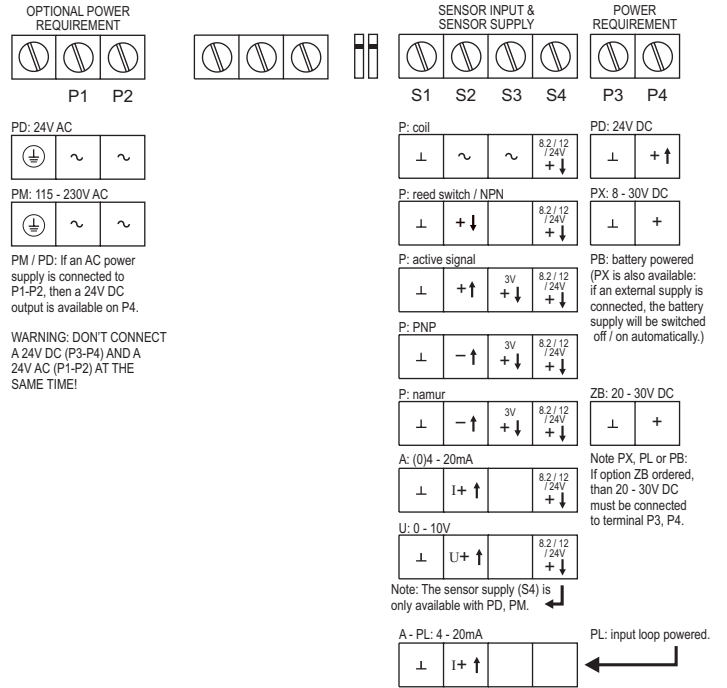 OPTIONAL POWER
REQUIREMENT
P1 P2
PD: 24V AC
PM: 115 - 230V AC
PM / PD: If an AC power
supply is connected to
P1-P2, then a 24V DC
output is available on P4.
WARNING: DON'T CONNECT
A 24V DC (P3-P4) AND A
24V AC (P1-P2) AT THE
SAME TIME!
SENSOR INPUT &
SENSOR SUPPLY
S1 S2 S3 S4
P: coil
⊥ ~ ~ 8.2 / 12
/ 24V
+ ↓
P: reed switch / NPN
⊥ + ↓ 8.2 / 12
/ 24V
+ ↓
P: active signal
⊥ + ↑ 3V
+ ↓ 8.2 / 12
/ 24V
+ ↓
P: PNP
⊥ − ↑ 3V
+ ↓ 8.2 / 12
/ 24V
+ ↓
P: namur
⊥ − ↑ 3V
+ ↓ 8.2 / 12
/ 24V
+ ↓
A: (0)4 - 20mA
⊥ I+ ↑ 8.2 / 12
/ 24V
+ ↓
U: 0 - 10V
⊥ U+ ↑ 8.2 / 12
/ 24V
+ ↓
Note: The sensor supply (S4) is
only available with PD, PM.
A - PL: 4 - 20mA
⊥ I+ ↑
POWER
REQUIREMENT
P3 P4
PD: 24V DC
⊥ + ↑
PX: 8 - 30V DC
⊥ +
PB: battery powered
(PX is also available:
if an external supply is
connected, the battery
supply will be switched
off / on automatically.)
ZB: 20 - 30V DC
⊥ +
Note PX, PL or PB:
If option ZB ordered,
than 20 - 30V DC
must be connected
to terminal P3, P4.
PL: input loop powered.